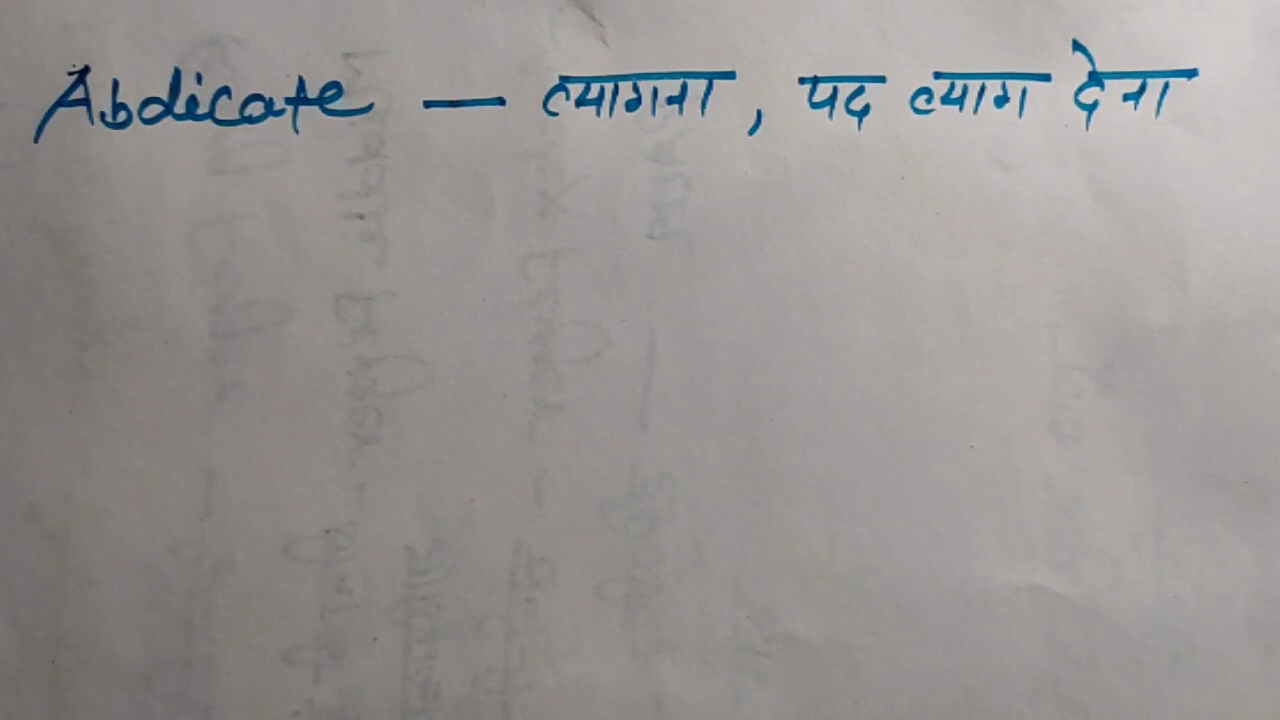 Abdicate — त्यागना, पद त्याग देना